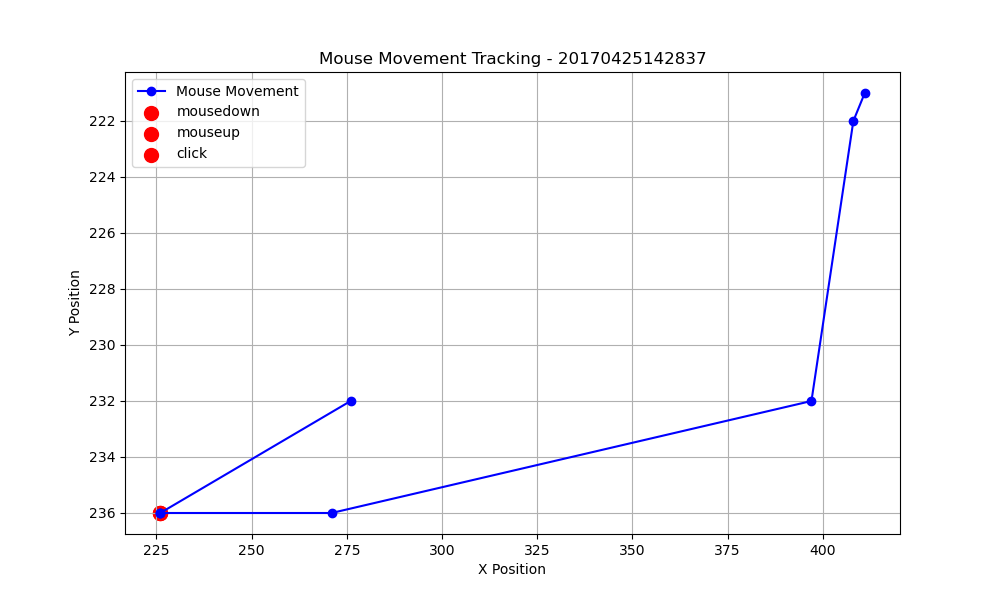 Mouse Movement Tracking - 20170425142837
Mouse Movement
mousedown
mouseup
click
222
224
226
228
230
232
234
236
Y Position
225
250
275
300
325
350
375
400
X Position